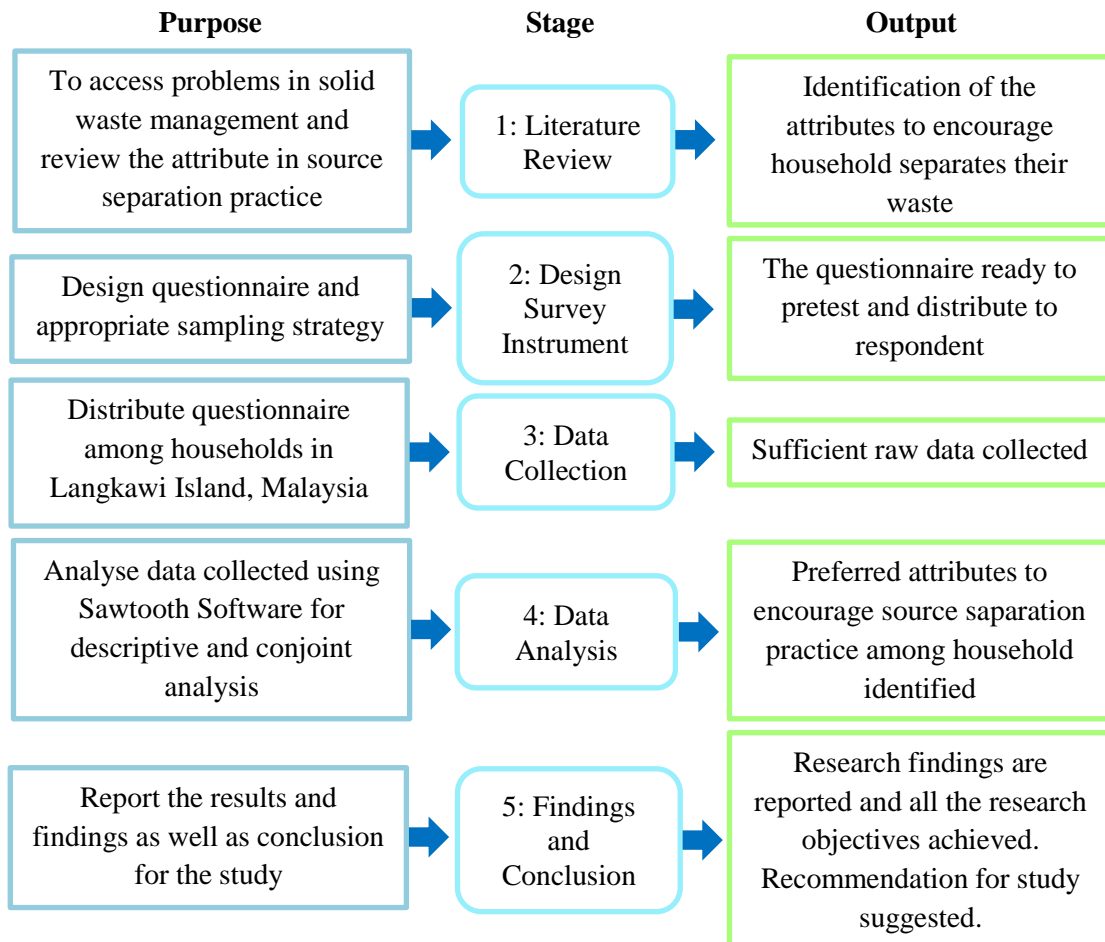 Purpose
Stage
Output
To access problems in solid
waste management and
review the attribute in source
separation practice
1: Literature
Review
Identification of the
attributes to encourage
household separates their
waste
Design questionnaire and
appropriate sampling strategy
2: Design
Survey
Instrument
The questionnaire ready to
pretest and distribute to
respondent
Distribute questionnaire
among households in
Langkawi Island, Malaysia
3: Data
Collection
Sufficient raw data collected
Analyse data collected using
Sawtooth Software for
descriptive and conjoint
analysis
4: Data
Analysis
Preferred attributes to
encourage source saparation
practice among household
identified
Report the results and
findings as well as conclusion
for the study
5: Findings
and
Conclusion
Research findings are
reported and all the research
objectives achieved.
Recommendation for study
suggested.